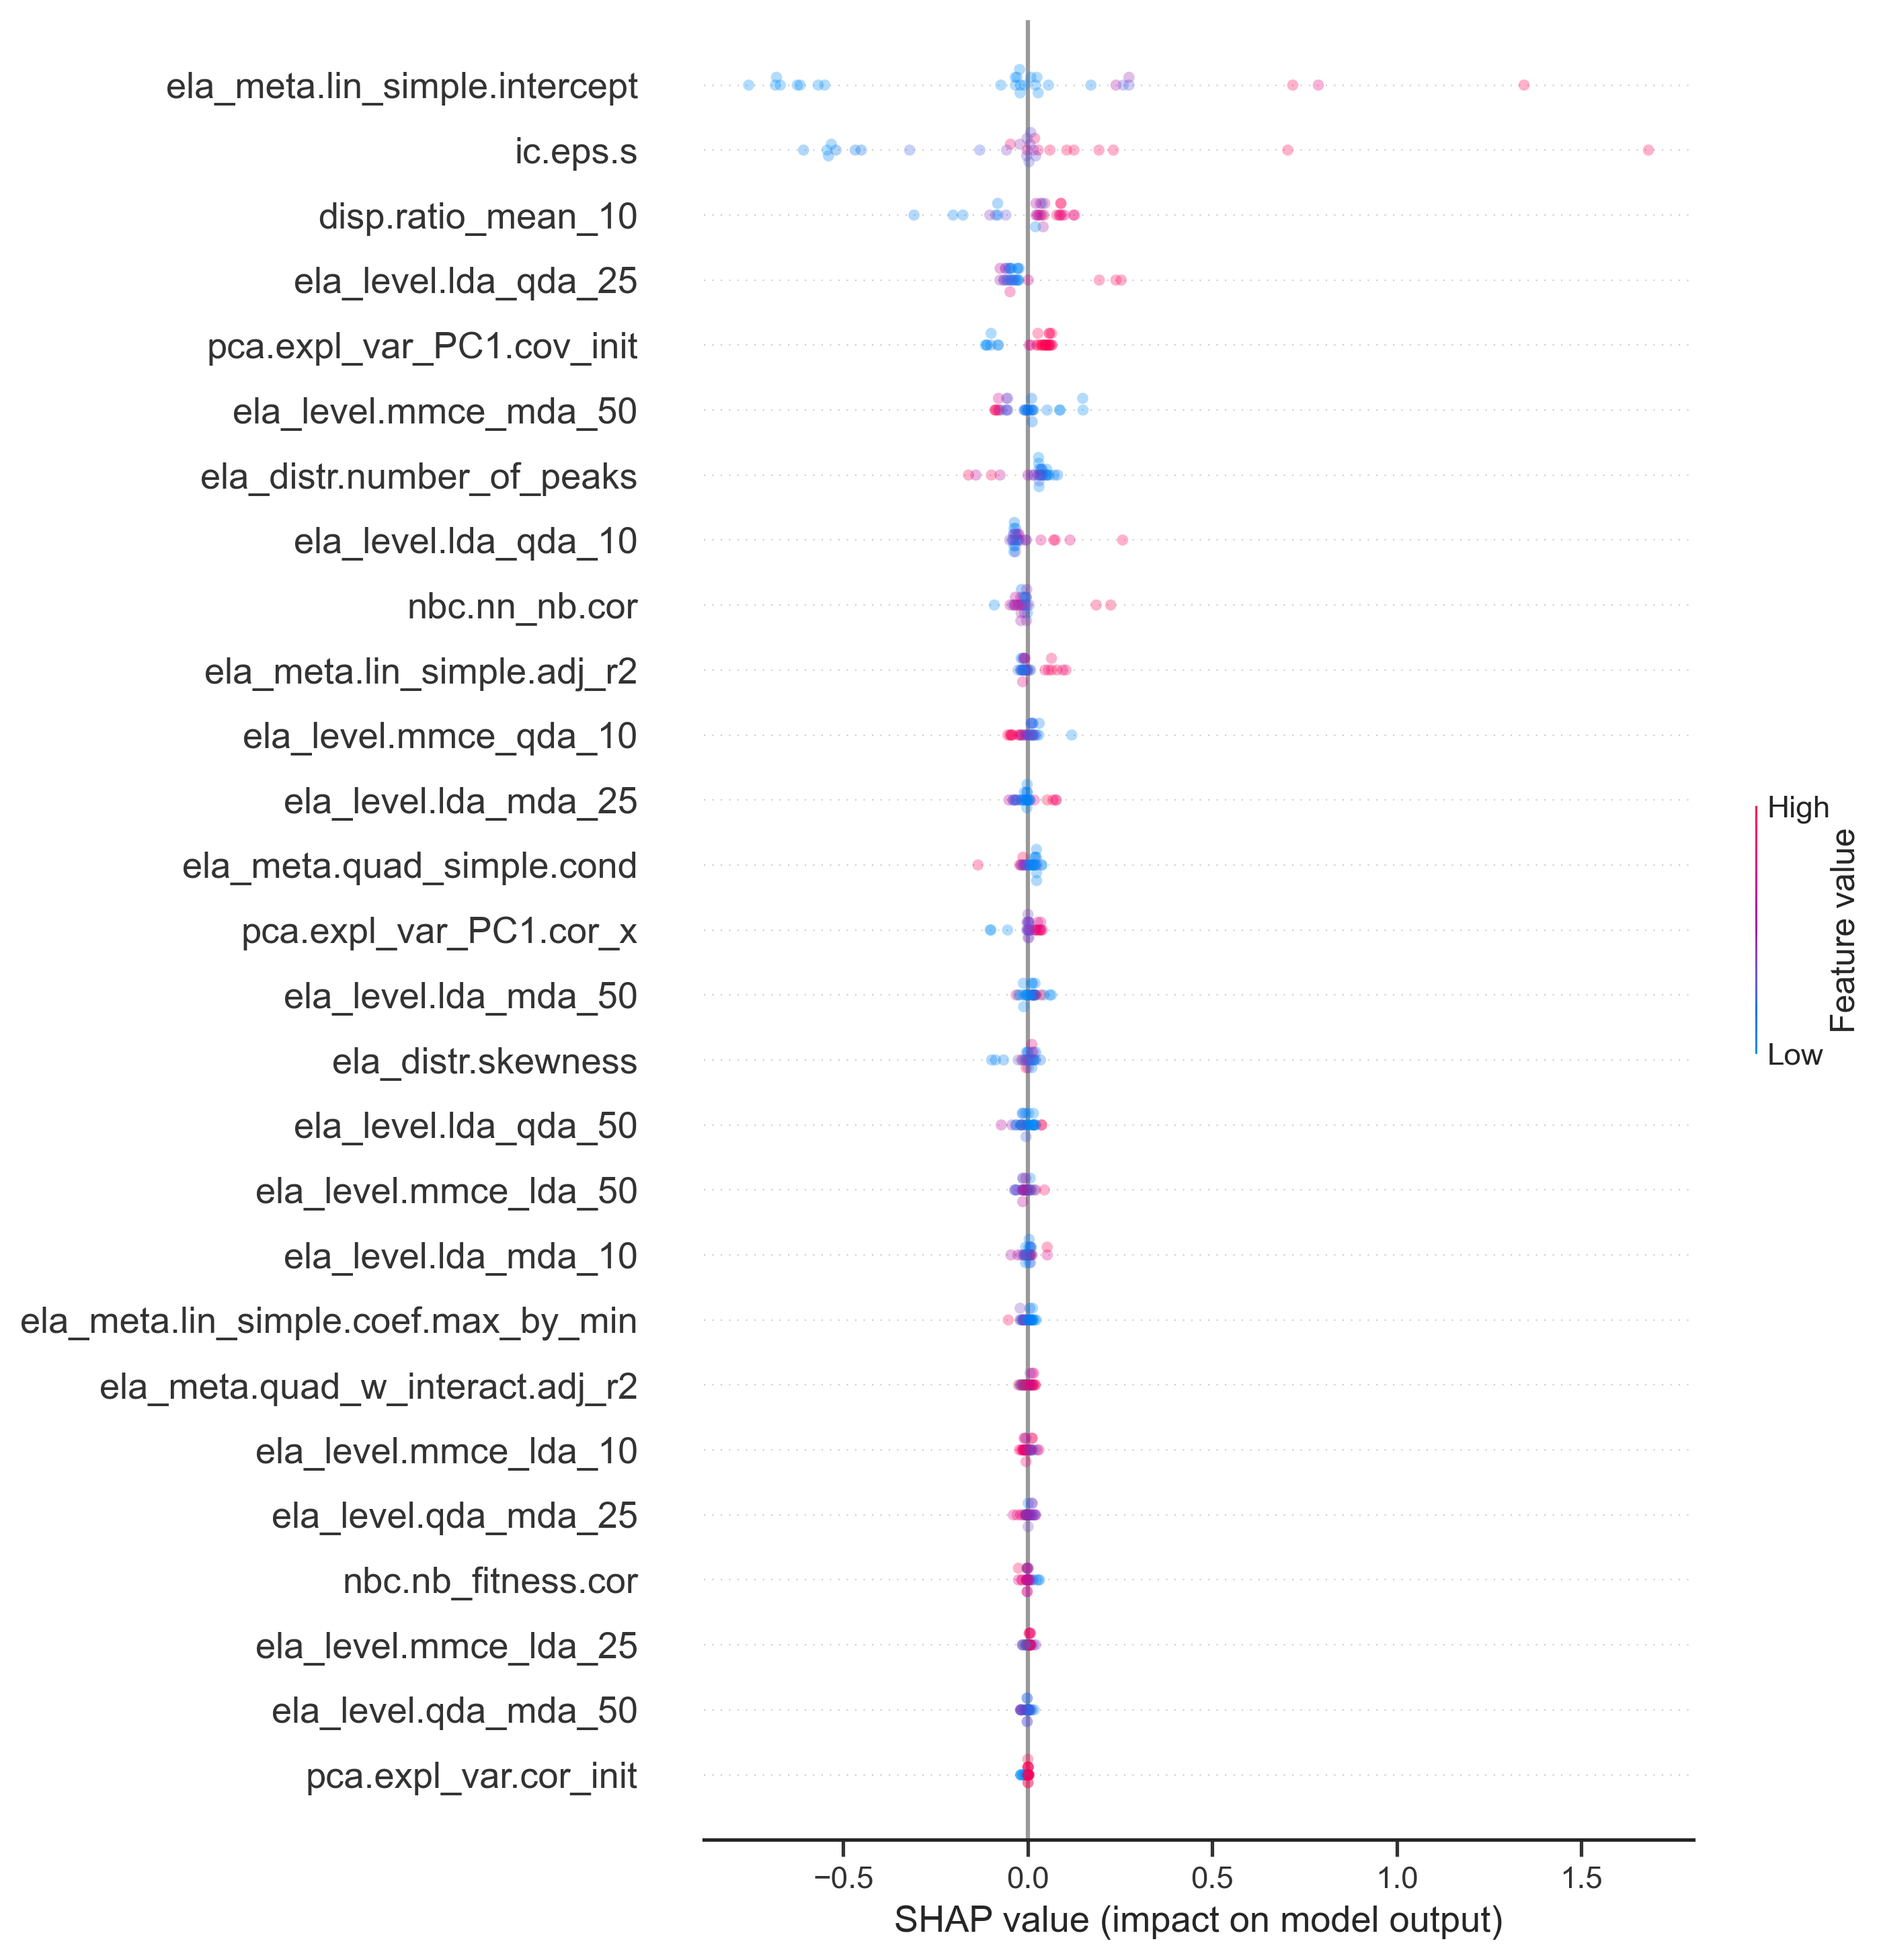 ela_meta.lin_simple.intercept
ic.eps.s
disp.ratio_mean_10
ela_level.lda_qda_25
pca.expl_var_PC1.cov_init
ela_level.mmce_mda_50
ela_distr.number_of_peaks
ela_level.lda_qda_10
nbc.nn_nb.cor
ela_meta.lin_simple.adj_r2
ela_level.mmce_qda_10
ela_level.lda_mda_25
ela_meta.quad_simple.cond
pca.expl_var_PC1.cor_x
ela_level.lda_mda_50
ela_distr.skewness
ela_level.lda_qda_50
ela_level.mmce_lda_50
ela_level.lda_mda_10
ela_meta.lin_simple.coef.max_by_min
ela_meta.quad_w_interact.adj_r2
ela_level.mmce_lda_10
ela_level.qda_mda_25
nbc.nb_fitness.cor
ela_level.mmce_lda_25
ela_level.qda_mda_50
pca.expl_var.cor_init
−0.5 0.0 0.5 1.0 1.5
SHAP value (impact on model output)
High
Feature value
Low